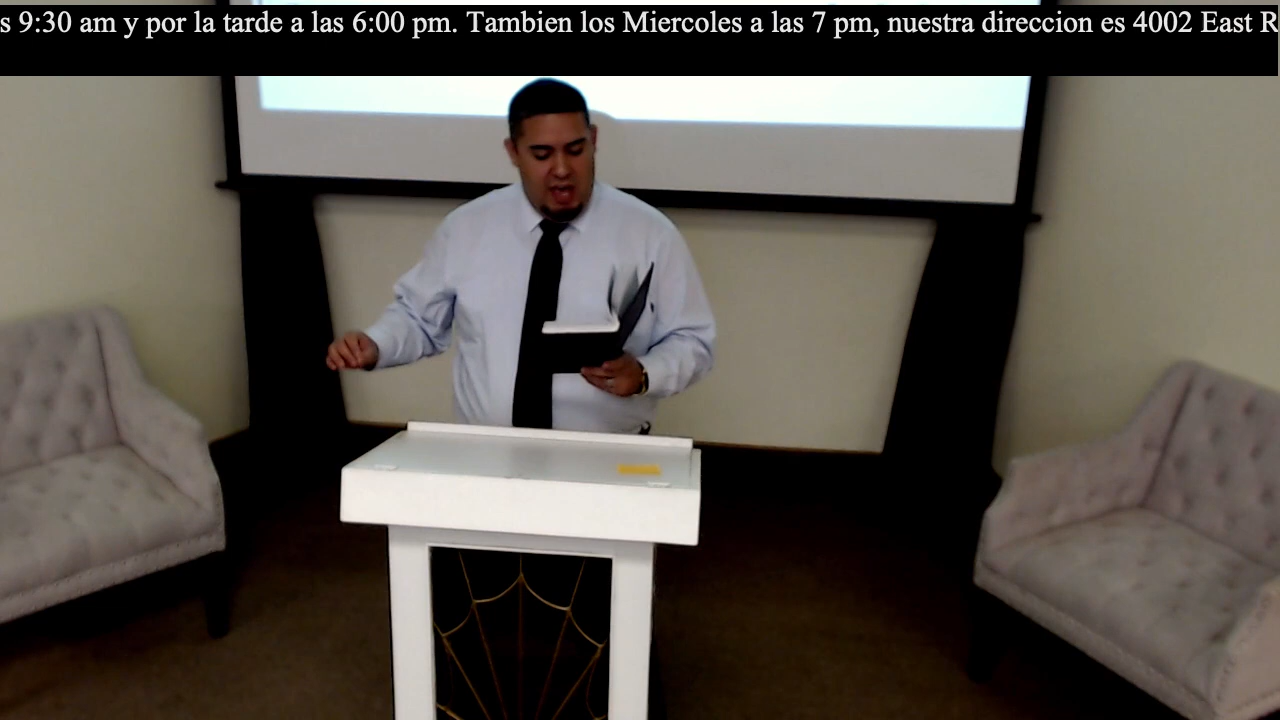 s 9:30 am y por la tarde a las 6:00 pm. Tambien los Miercoles a las 7 pm, nuestra direccion es 4002 East R